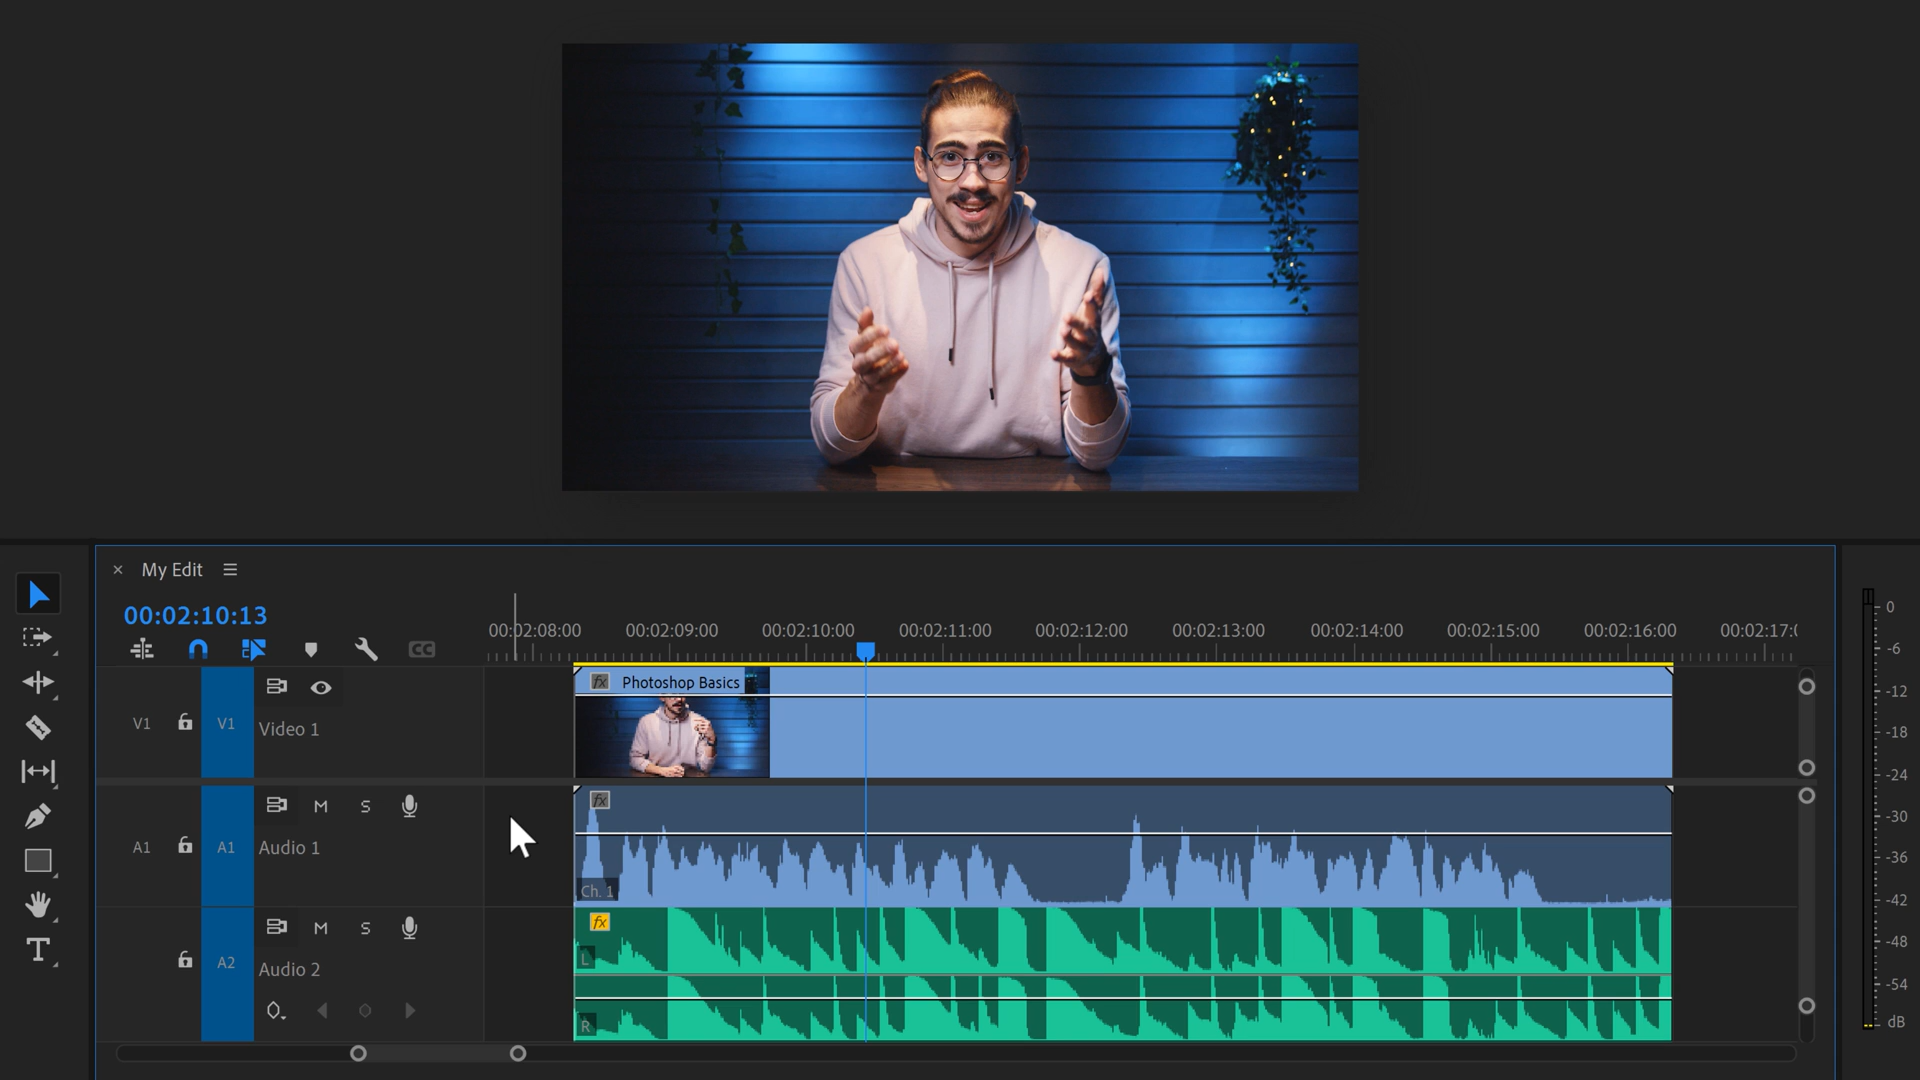 × My Edit
00:02:10:13
00:02:08:00 00:02:09:00 00:02:10:00 00:02:11:00 00:02:12:00 00:02:13:00 00:02:14:00 00:02:15:00 00:02:16:00 00:02:17:0
CC
fx Photoshop Basics
V1 V1 Video 1
M S
fx
A1 A1 Audio 1
Ch. 1
M S
fx
A2 Audio 2
L
R
T
0
-6
-12
-18
-24
-30
-36
-42
-48
-54
dB